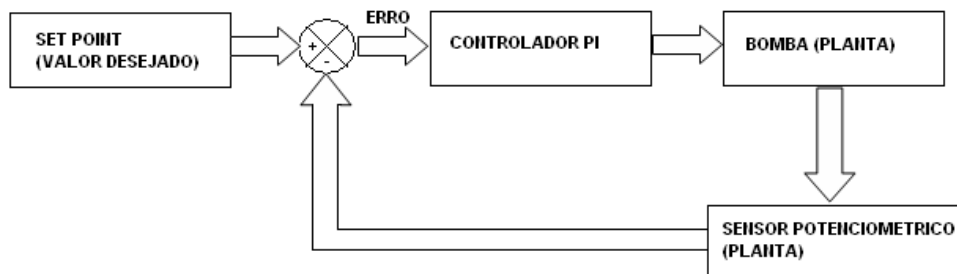 SET POINT
(VALOR DESEJADO)
+
-
ERRO
CONTROLADOR PI
BOMBA (PLANTA)
SENSOR POTENCIOMETRICO
(PLANTA)